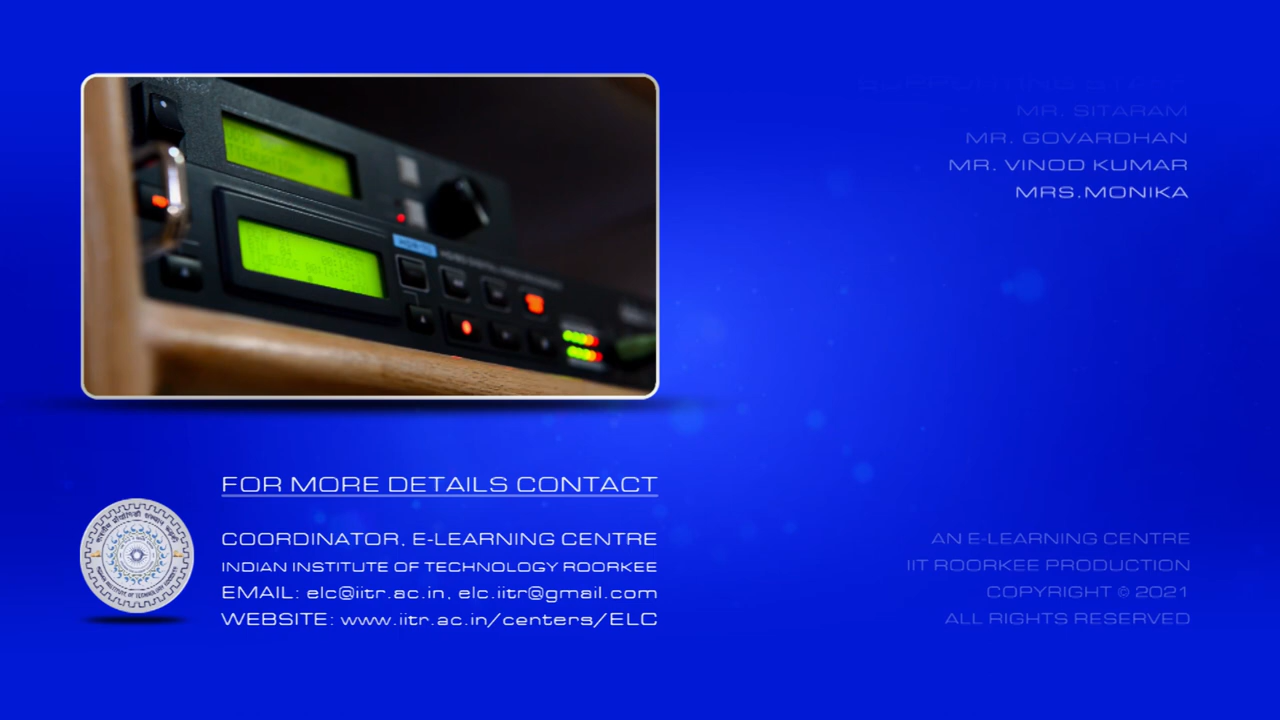 SUPPORTING STAFF
MR. SITARAM
MR. GOVARDHAN
MR. VINOD KUMAR
MRS.MONIKA
FOR MORE DETAILS CONTACT
COORDINATOR, E-LEARNING CENTRE
INDIAN INSTITUTE OF TECHNOLOGY ROORKEE
EMAIL: elc@iitr.ac.in, elc.iitr@gmail.com
WEBSITE: www.iitr.ac.in/centers/ELC
AN E-LEARNING CENTRE
IIT ROORKEE PRODUCTION
COPYRIGHT © 2021
ALL RIGHTS RESERVED